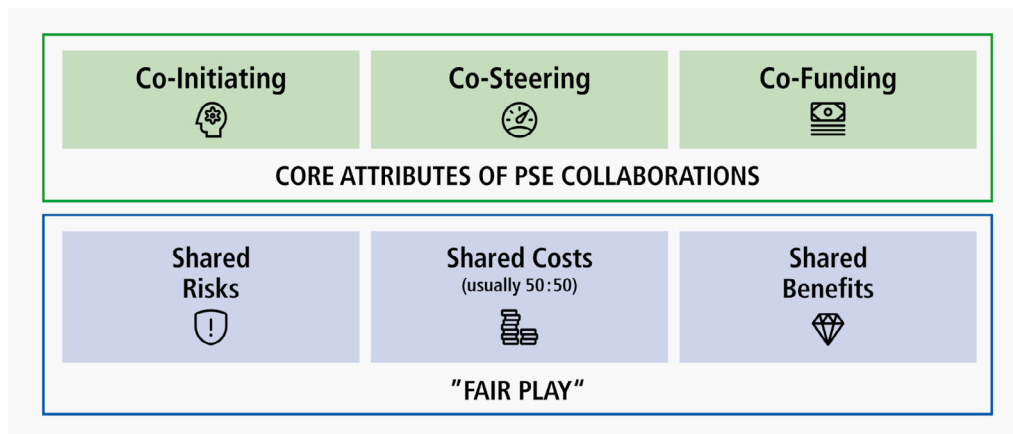 Co-Initiating
Co-Steering
Co-Funding
CORE ATTRIBUTES OF PSE COLLABORATIONS
Shared
Risks
Shared Costs
(usually 50:50)
Shared
Benefits
”FAIR PLAY“